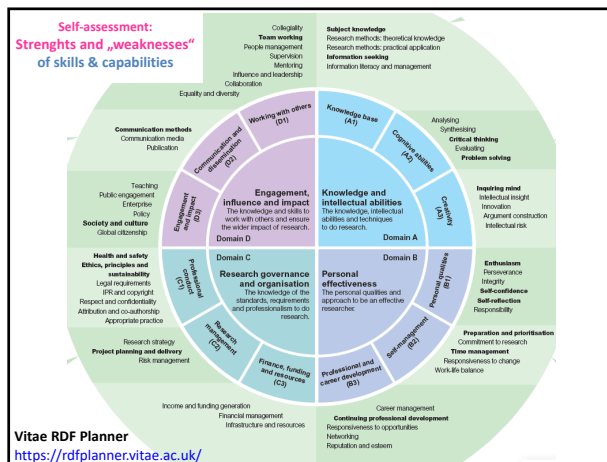 Self-assessment:
Strenghts and „weaknesses“
of skills & capabilities
Collegiality
Team working
People management
Supervision
Mentoring
Influence and leadership
Collaboration
Equality and diversity
Subject knowledge
Research methods: theoretical knowledge
Research methods: practical application
Information seeking
Information literacy and management
Communication methods
Communication media
Publication
Analysing
Synthesising
Critical thinking
Evaluating
Problem solving
Teaching
Public engagement
Enterprise
Policy
Society and culture
Global citizenship
Inquiring mind
Intellectual insight
Innovation
Argument construction
Intellectual risk
Working with others
(D1)
Knowledge base
(A1)
Communication and
dissemination
(D2)
Cognitive abilities
(A2)
Engagement
and impact
(D3)
Creativity
(A3)
Engagement,
influence and impact
The knowledge and skills to
work with others and ensure
the wider impact of research.
Domain D
Knowledge and
intellectual abilities
The knowledge, intellectual
abilities and techniques
to do research.
Domain A
Domain C
Research governance
and organisation
The knowledge of the
standards, requirements
and professionalism to do
research.
Domain B
Personal
effectiveness
The personal qualities and
approach to be an effective
researcher.
Professional
conduct
(C1)
Personal qualities
(B1)
Research
management
(C2)
Self-management
(B2)
Finance, funding
and resources
(C3)
Professional and
career development
(B3)
Health and safety
Ethics, principles and
sustainability
Legal requirements
IPR and copyright
Respect and confidentiality
Attribution and co-authorship
Appropriate practice
Enthusiasm
Perseverance
Integrity
Self-confidence
Self-reflection
Responsibility
Research strategy
Project planning and delivery
Risk management
Preparation and prioritisation
Commitment to research
Time management
Responsiveness to change
Work-life balance
Income and funding generation
Financial management
Infrastructure and resources
Career management
Continuing professional development
Responsiveness to opportunities
Networking
Reputation and esteem
Vitae RDF Planner
https://rdfplanner.vitae.ac.uk/